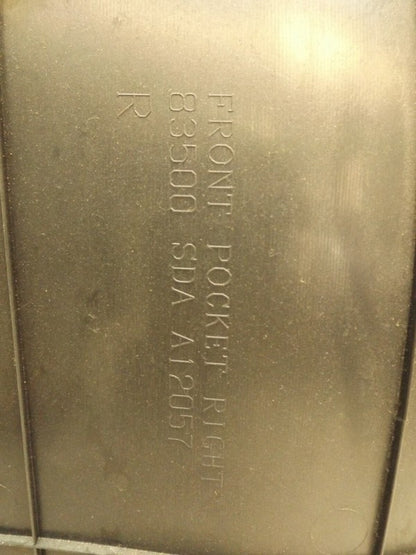 FRONT POCKET RIGHT
83500 SDA A12057
R